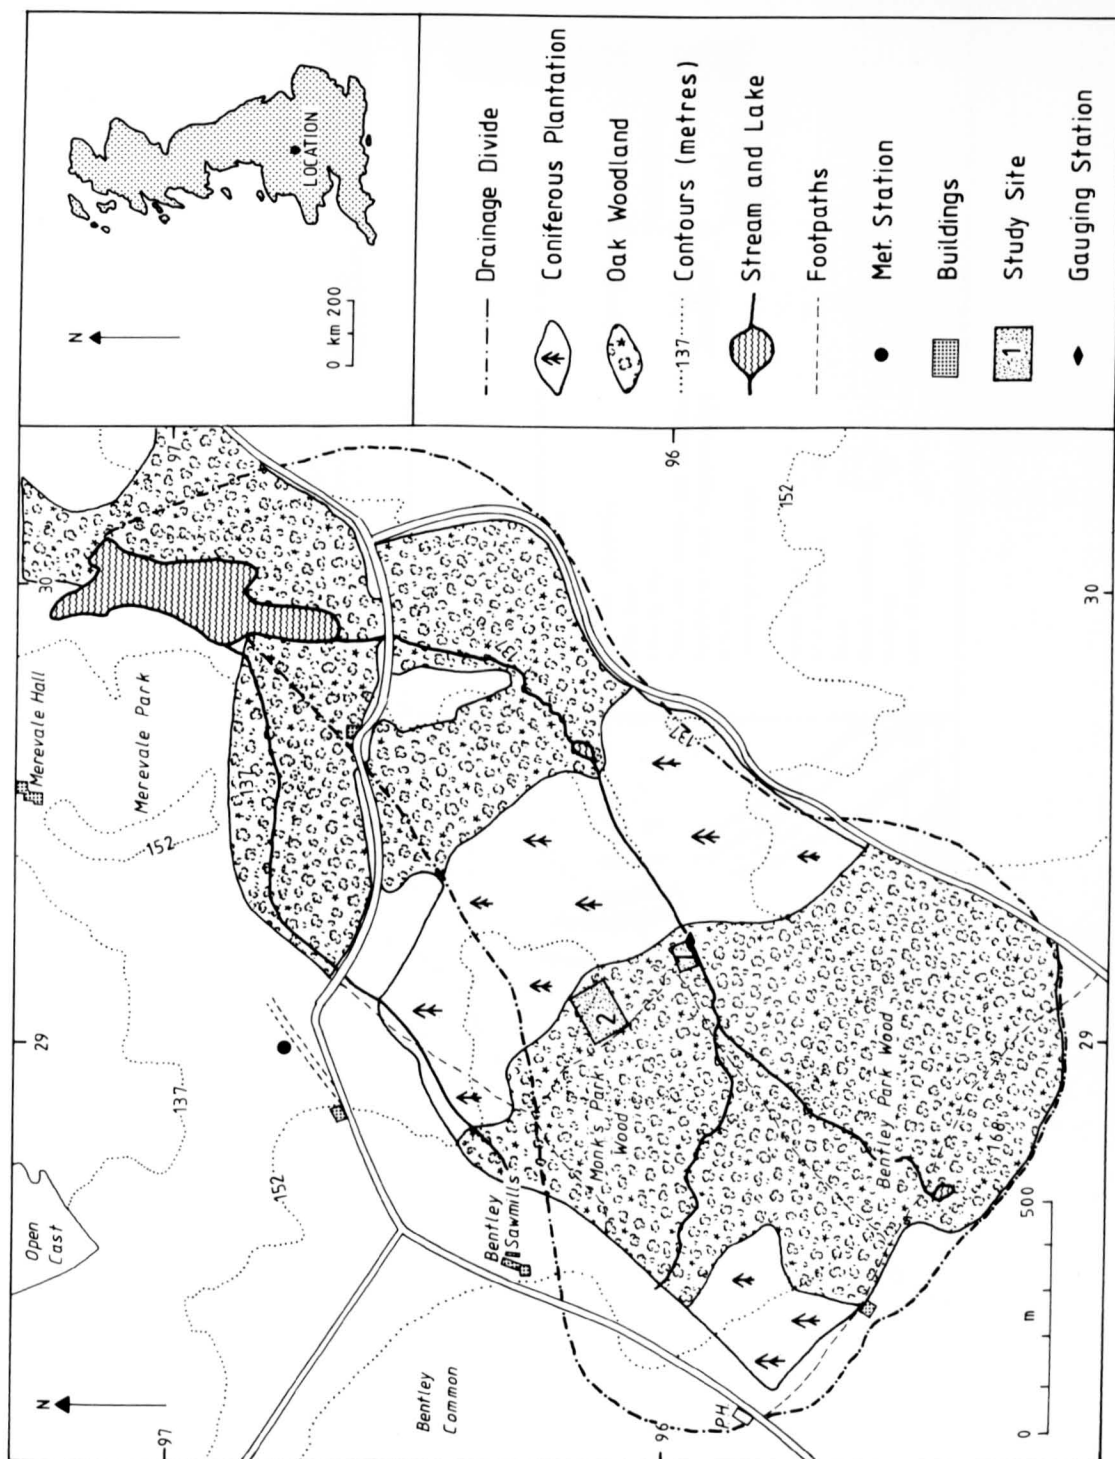 N
0 km 200
LOCATION
Drainage Divide
Coniferous Plantation
Oak Woodland
137
Contours (metres)
Stream and Lake
Footpaths
Met. Station
Buildings
1
Study Site
Gauging Station
N
97
96
97
96
29
30
29
30
Open
Cast
Merevale Hall
Merevale Park
152
137
137
152
137
127
152
168
Bentley
Sawmills
Bentley
Common
Monk's Park
Wood
Bentley Park Wood
1
2
PH
0 m 500